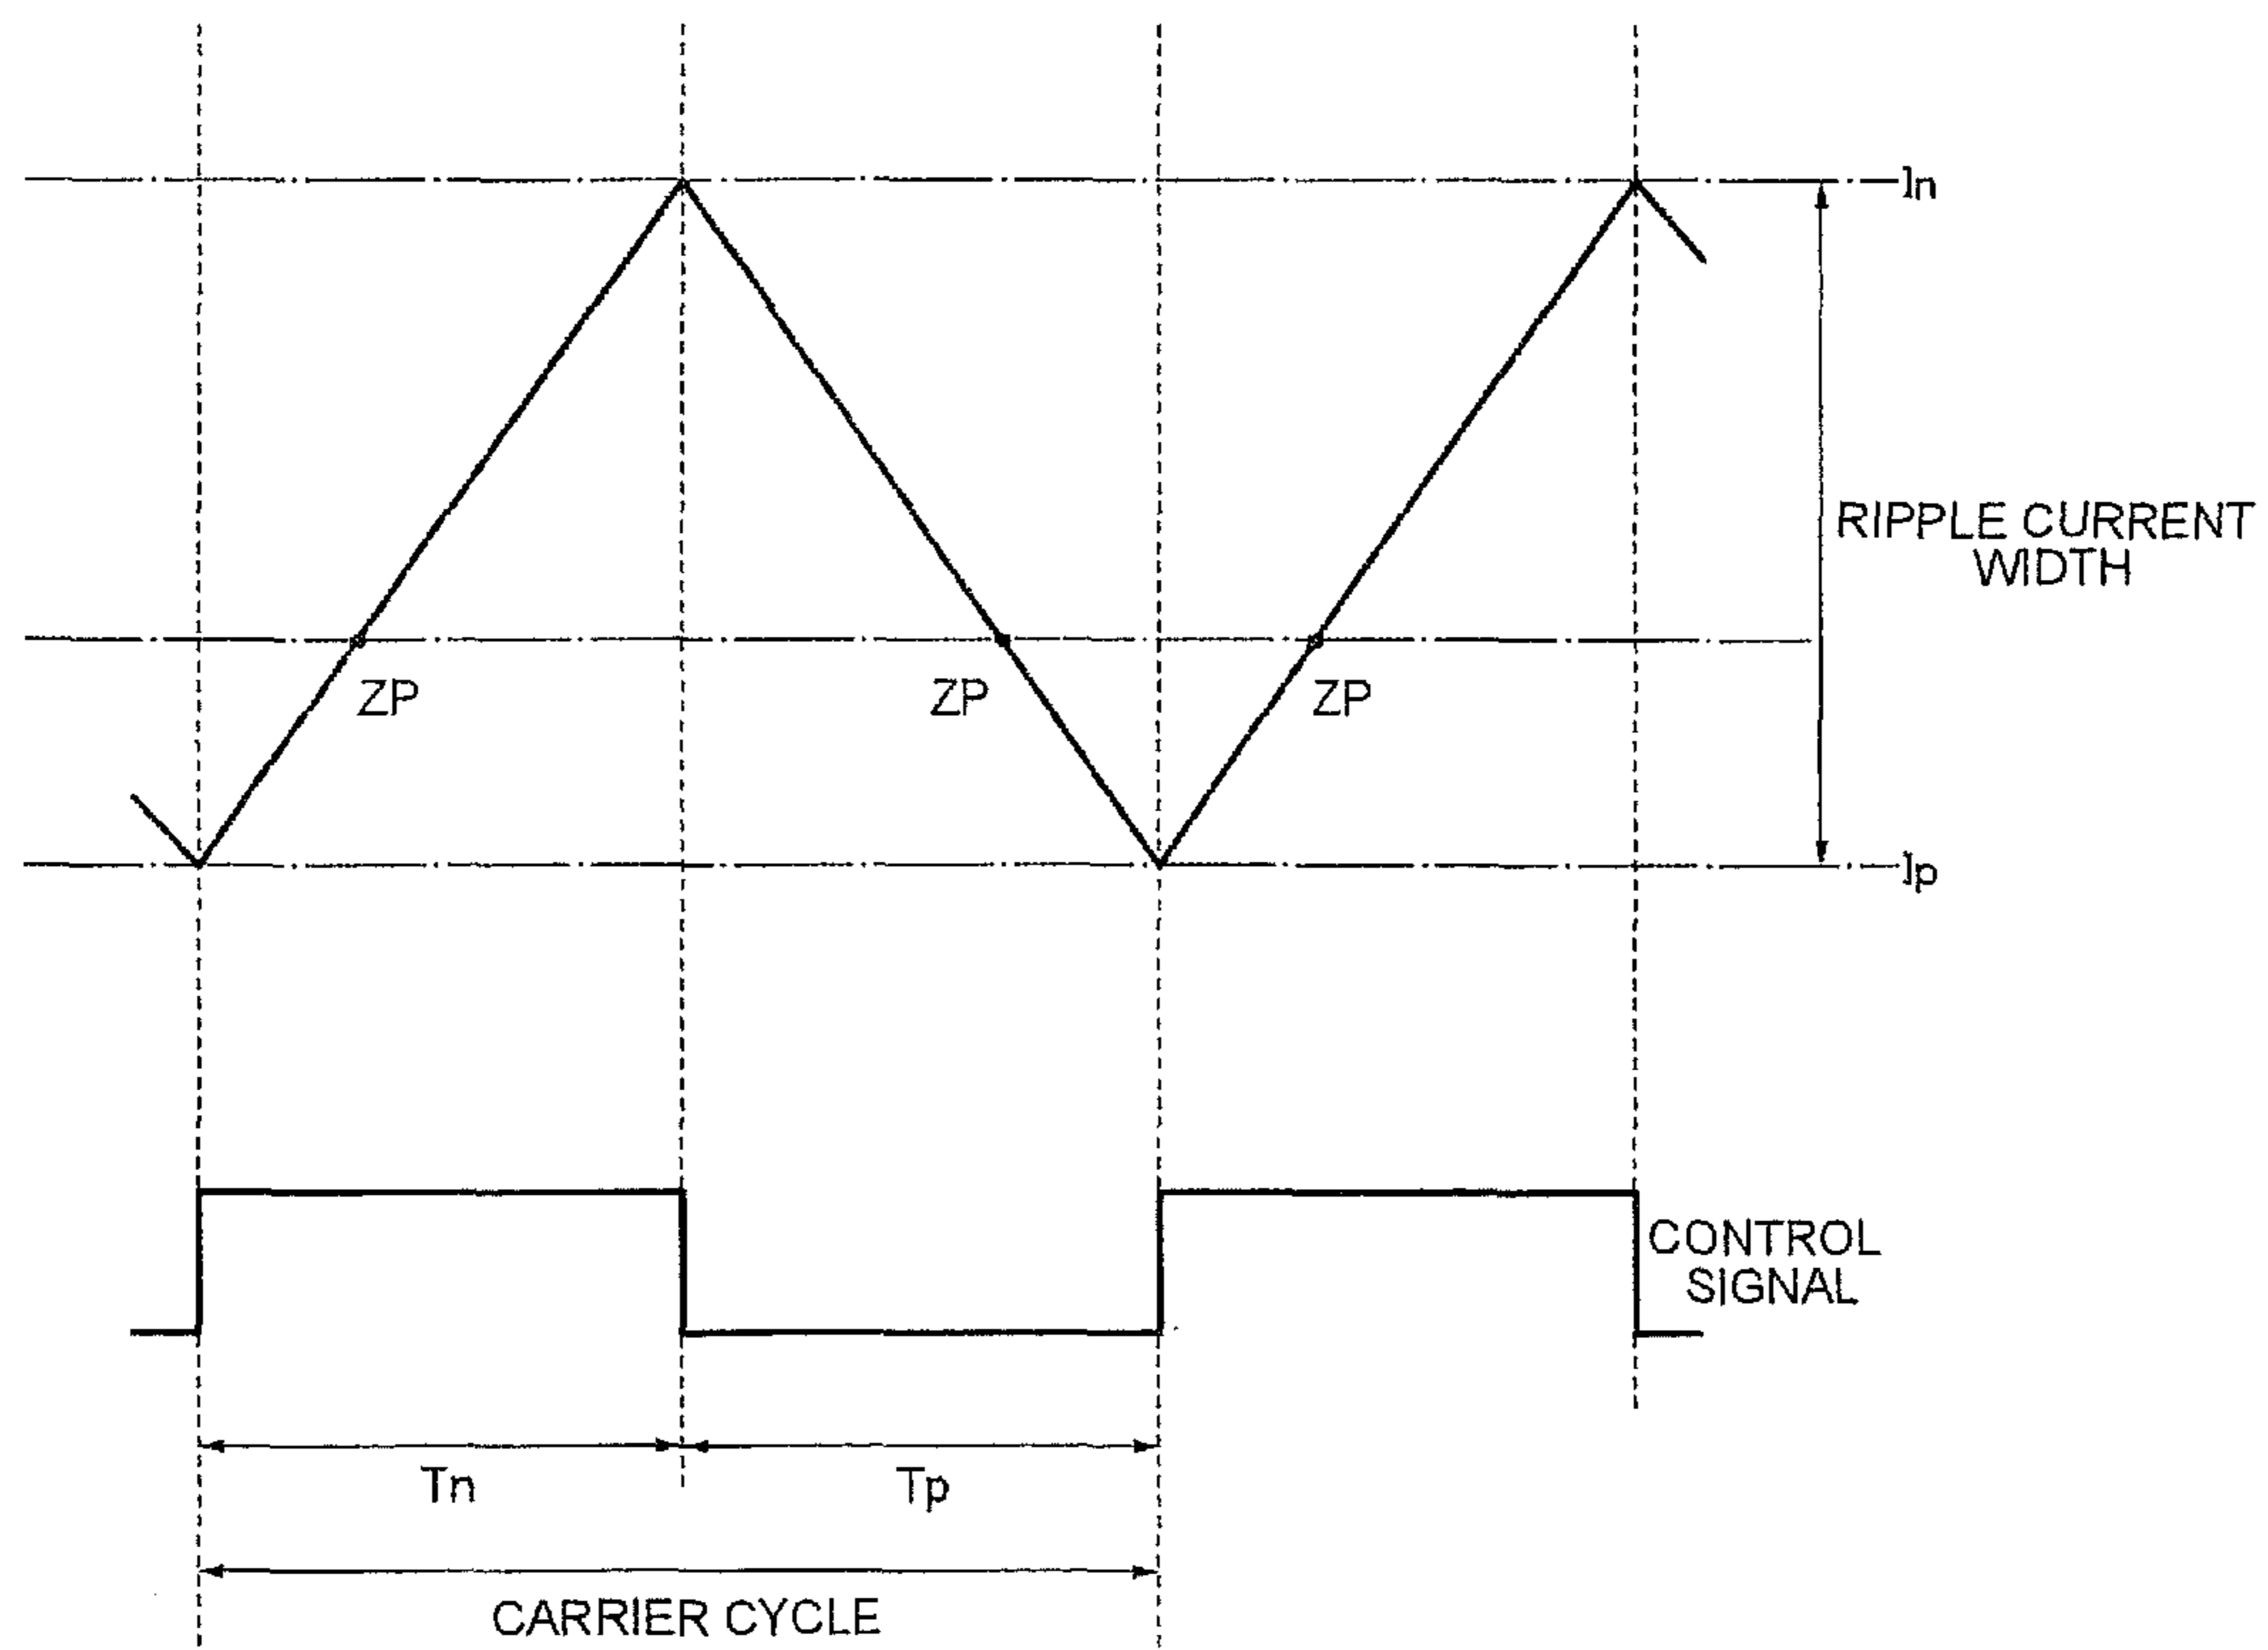 In
RIPPLE CURRENT
WIDTH
ZP ZP ZP
Ip
CONTROL
SIGNAL
Tn Tp
CARRIER CYCLE